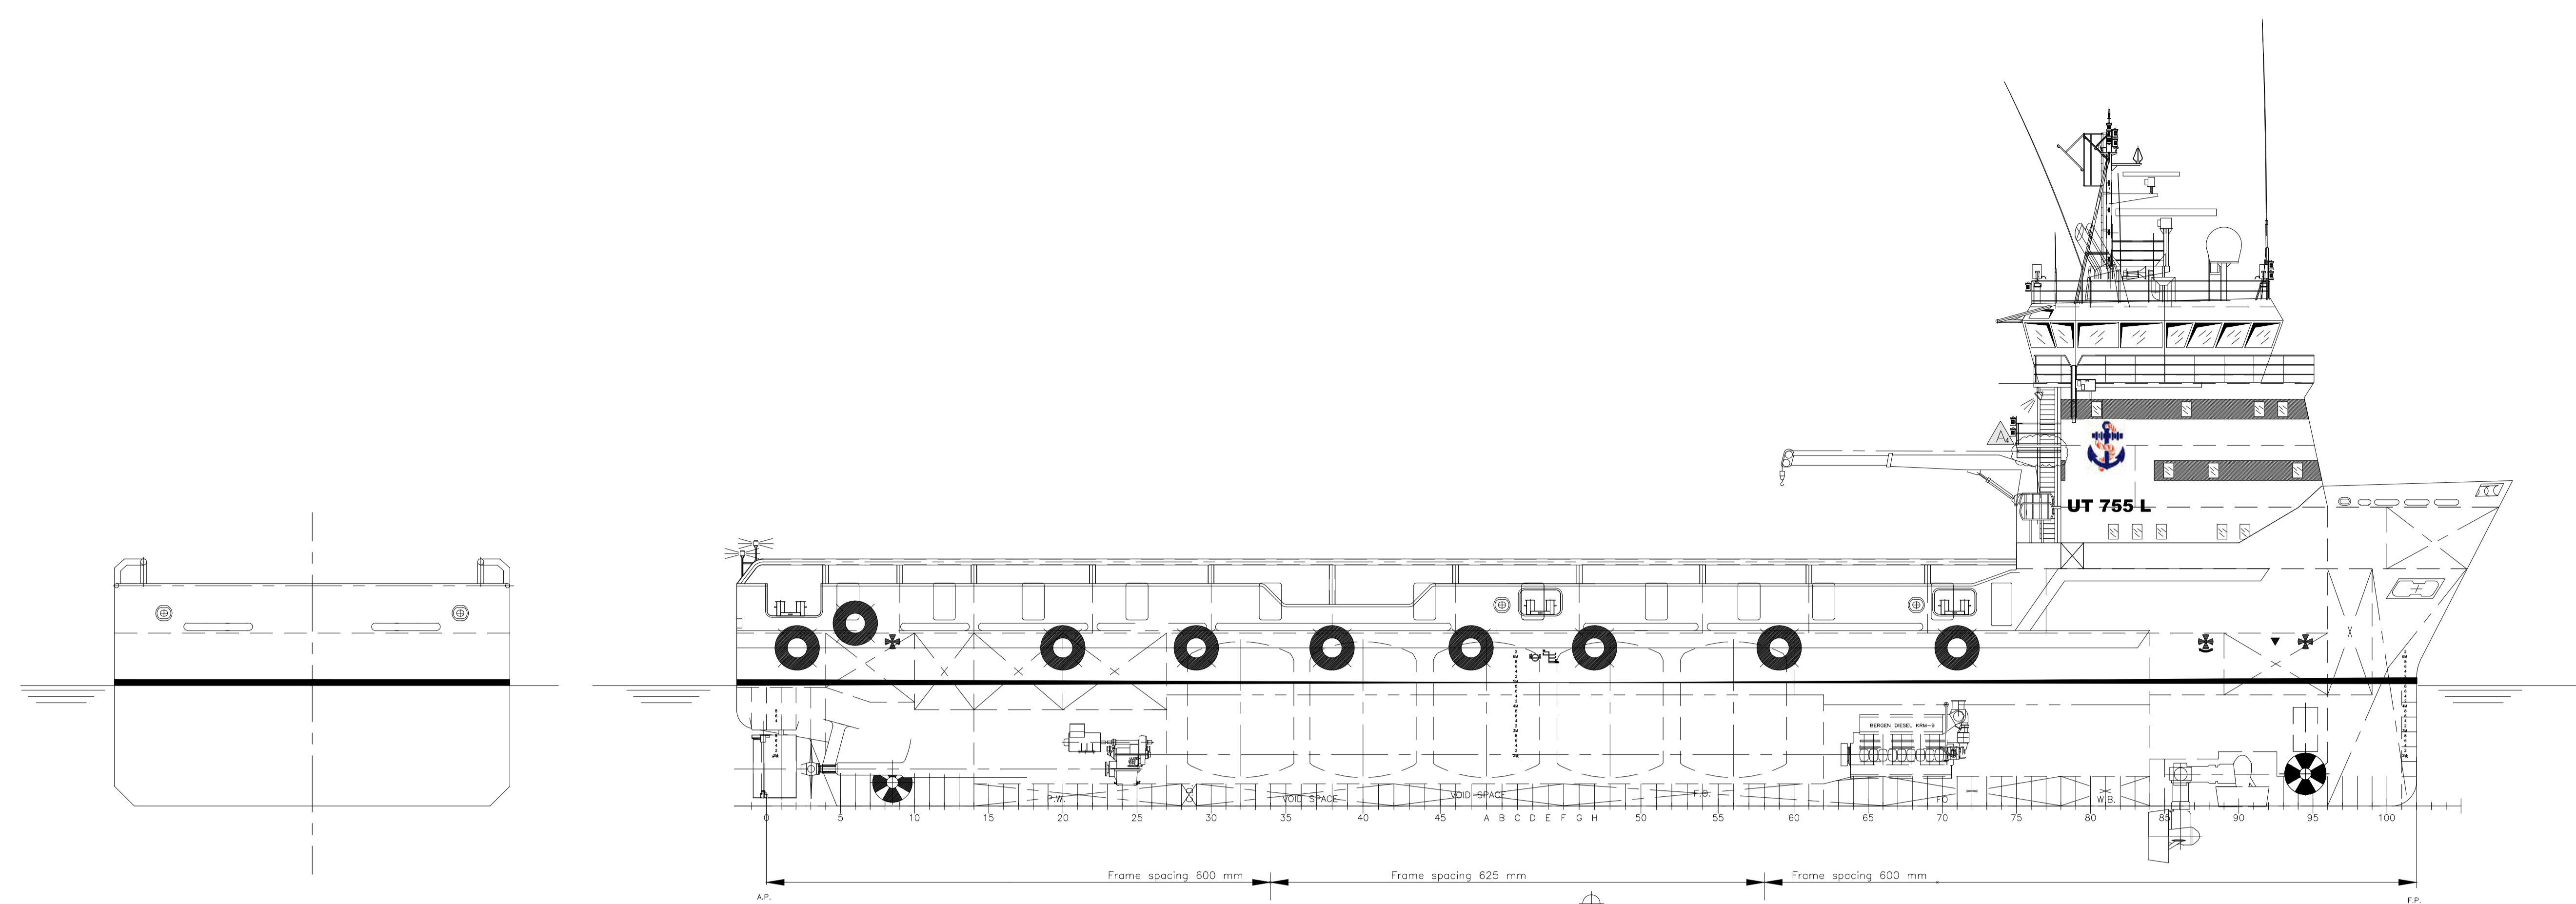 A4
UT 755 L
BERGEN DIESEL KRM-9
P.W.
VOID SPACE
VOID SPACE
F.O.
FO
W.B.
0 5 10 15 20 25 30 35 40 45 A B C D E F G H 50 55 60 65 70 75 80 85 90 95 100
Frame spacing 600 mm Frame spacing 625 mm Frame spacing 600 mm
A.P. F.P.